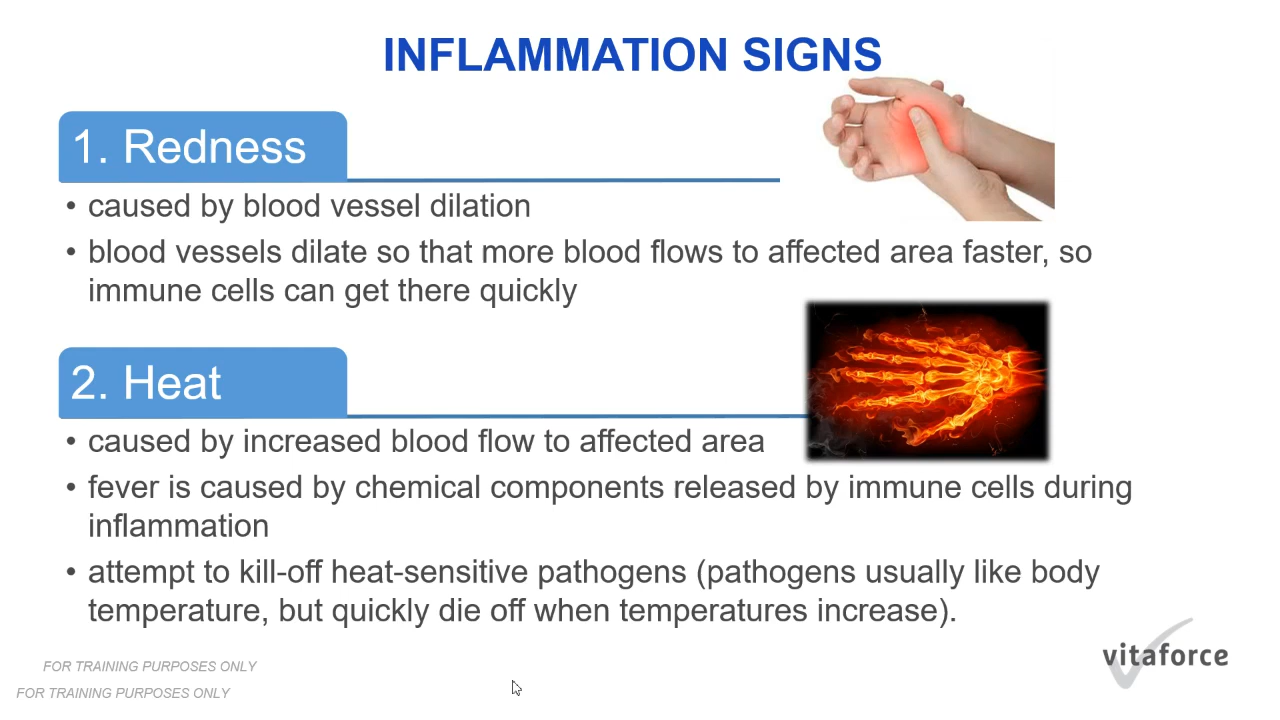 INFLAMMATION SIGNS
1. Redness
• caused by blood vessel dilation
• blood vessels dilate so that more blood flows to affected area faster, so
immune cells can get there quickly
2. Heat
• caused by increased blood flow to affected area
• fever is caused by chemical components released by immune cells during
inflammation
• attempt to kill-off heat-sensitive pathogens (pathogens usually like body
temperature, but quickly die off when temperatures increase).
vitaforce
FOR TRAINING PURPOSES ONLY
FOR TRAINING PURPOSES ONLY